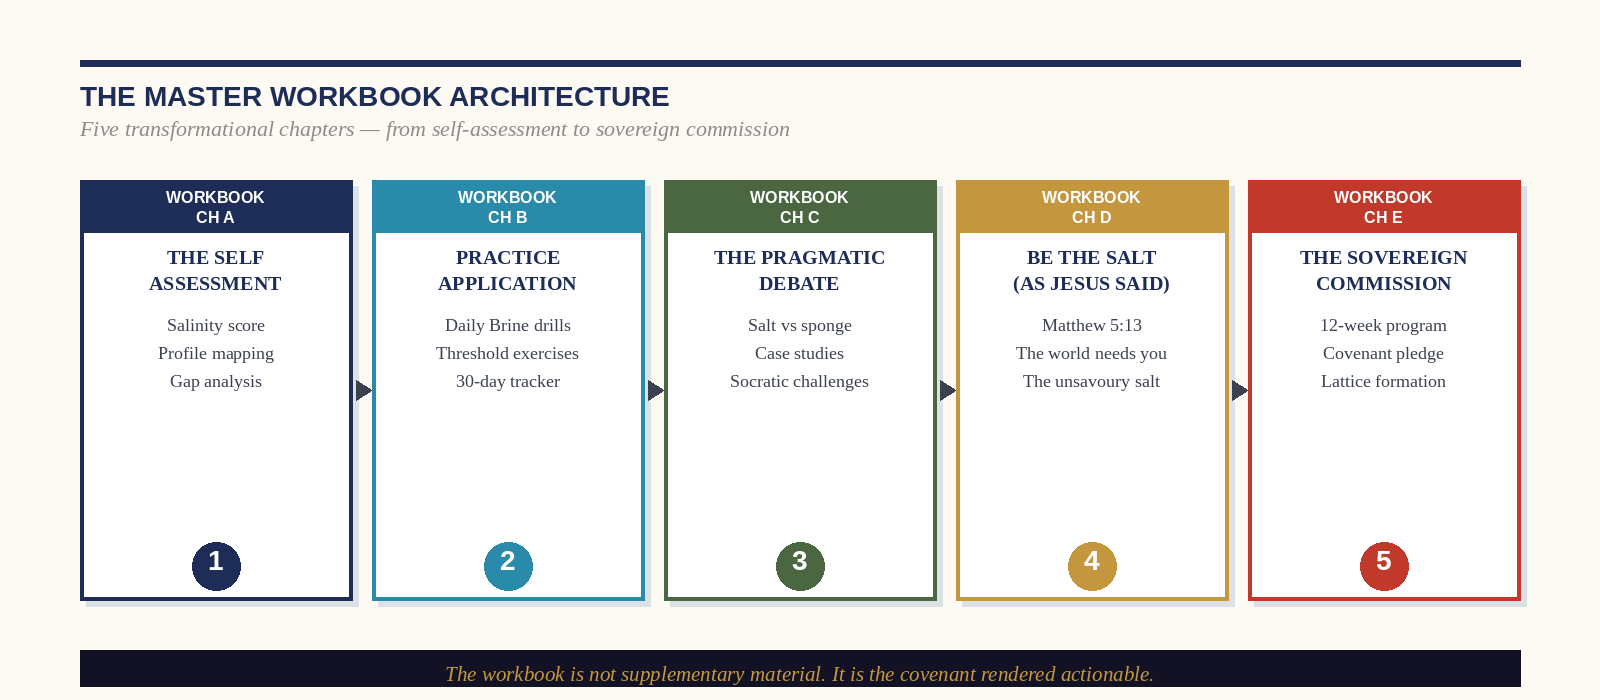 THE MASTER WORKBOOK ARCHITECTURE
Five transformational chapters — from self-assessment to sovereign commission
WORKBOOK
CH A
THE SELF
ASSESSMENT
Salinity score
Profile mapping
Gap analysis
1
WORKBOOK
CH B
PRACTICE
APPLICATION
Daily Brine drills
Threshold exercises
30-day tracker
2
WORKBOOK
CH C
THE PRAGMATIC
DEBATE
Salt vs sponge
Case studies
Socratic challenges
3
WORKBOOK
CH D
BE THE SALT
(AS JESUS SAID)
Matthew 5:13
The world needs you
The unsavoury salt
4
WORKBOOK
CH E
THE SOVEREIGN
COMMISSION
12-week program
Covenant pledge
Lattice formation
5
The workbook is not supplementary material. It is the covenant rendered actionable.